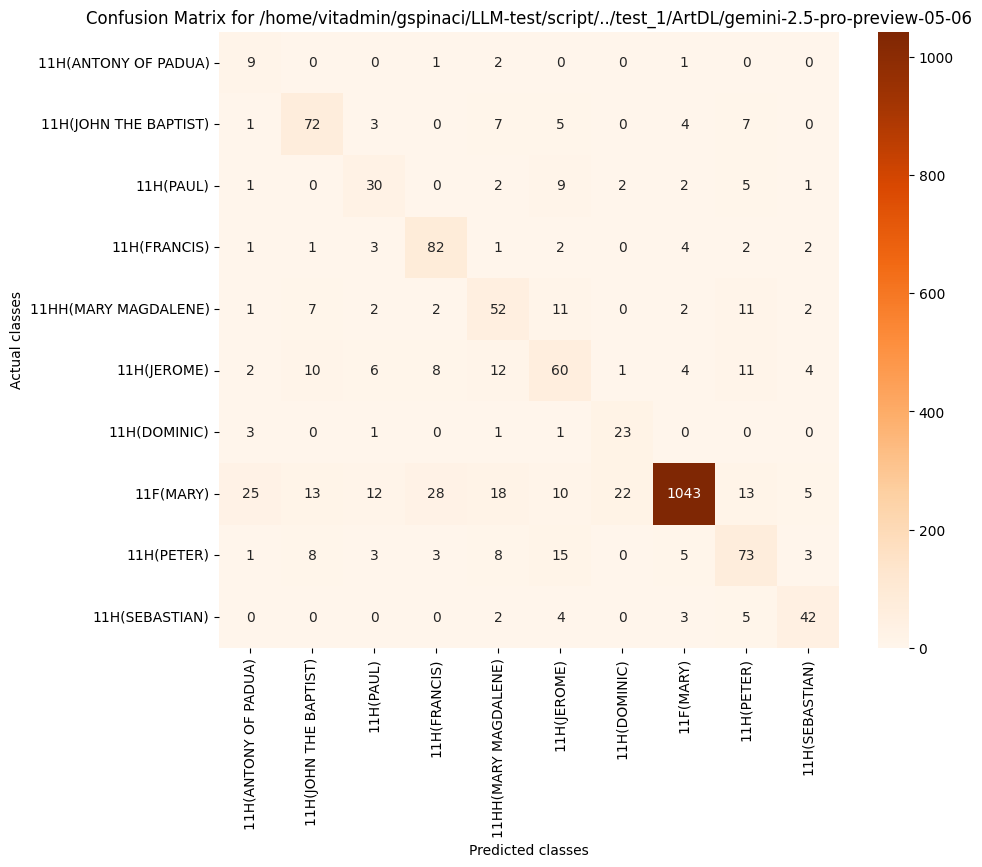 Confusion Matrix for /home/vitadmin/gspinaci/LLM-test/script/../test_1/ArtDL/gemini-2.5-pro-preview-05-06
Actual classes
11H(ANTONY OF PADUA) 9 0 0 1 2 0 0 1 0 0
11H(JOHN THE BAPTIST) 1 72 3 0 7 5 0 4 7 0
11H(PAUL) 1 0 30 0 2 9 2 2 5 1
11H(FRANCIS) 1 1 3 82 1 2 0 4 2 2
11HH(MARY MAGDALENE) 1 7 2 2 52 11 0 2 11 2
11H(JEROME) 2 10 6 8 12 60 1 4 11 4
11H(DOMINIC) 3 0 1 0 1 1 23 0 0 0
11F(MARY) 25 13 12 28 18 10 22 1043 13 5
11H(PETER) 1 8 3 3 8 15 0 5 73 3
11H(SEBASTIAN) 0 0 0 0 2 4 0 3 5 42
11H(ANTONY OF PADUA)
11H(JOHN THE BAPTIST)
11H(PAUL)
11H(FRANCIS)
11HH(MARY MAGDALENE)
11H(JEROME)
11H(DOMINIC)
11F(MARY)
11H(PETER)
11H(SEBASTIAN)
Predicted classes
1000
800
600
400
200
0